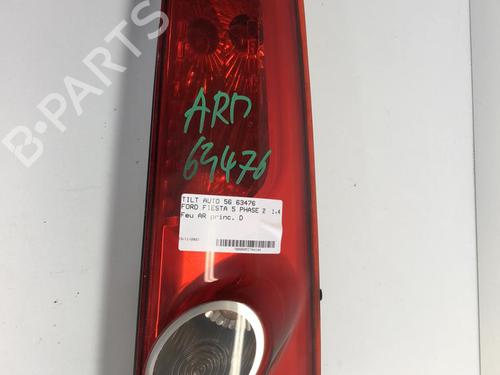 B-PARTS
ARD
63476
TILT AUTO 56 63476
FORD FIESTA 5 PHASE 2 1.4
Feu AR princ. D